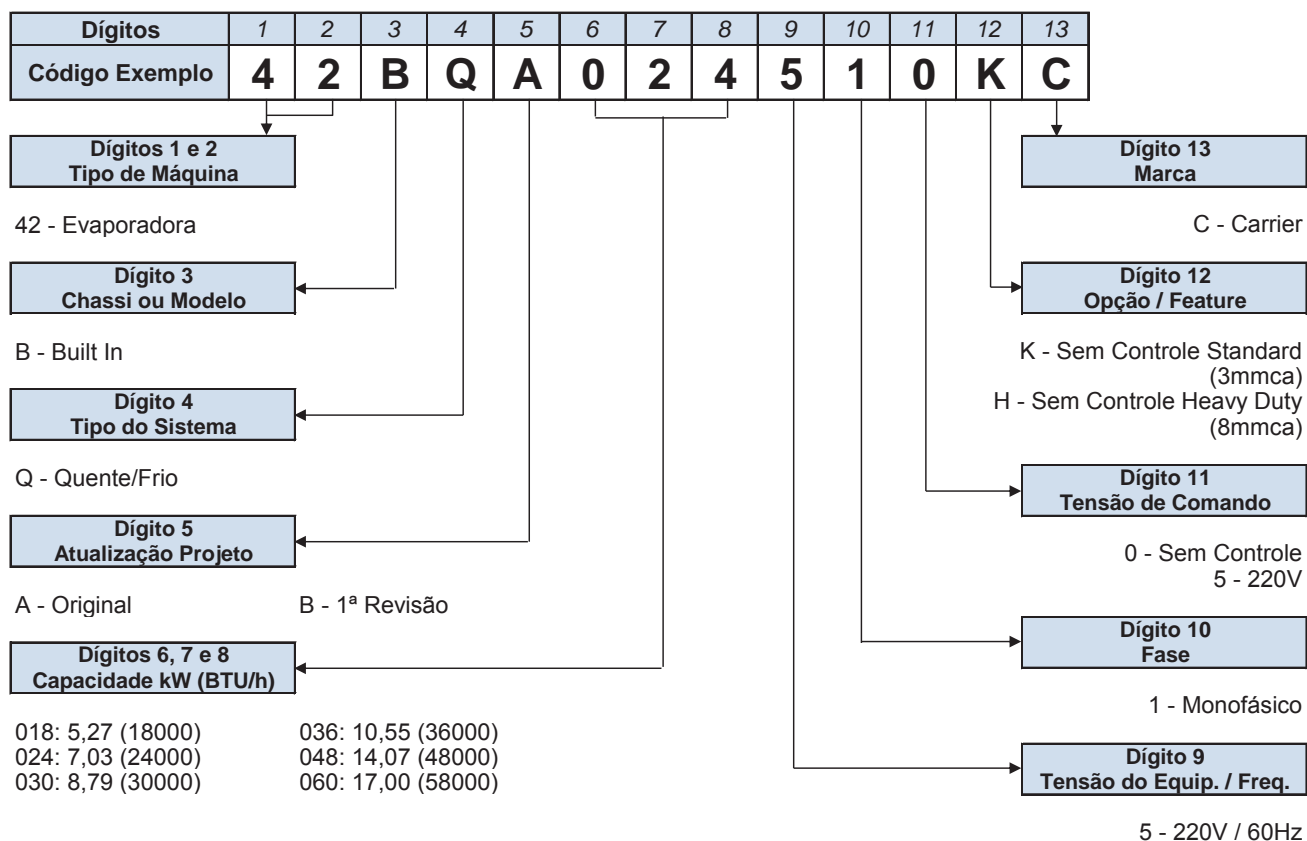 Dígitos 1 2 3 4 5 6 7 8 9 10 11 12 13
Código Exemplo 4 2 B Q A 0 2 4 5 1 0 K C
Dígitos 1 e 2
Tipo de Máquina
42 - Evaporadora
Dígito 3
Chassi ou Modelo
B - Built In
Dígito 4
Tipo do Sistema
Q - Quente/Frio
Dígito 5
Atualização Projeto
A - Original B - 1ª Revisão
Dígitos 6, 7 e 8
Capacidade kW (BTU/h)
018: 5,27 (18000) 036: 10,55 (36000)
024: 7,03 (24000) 048: 14,07 (48000)
030: 8,79 (30000) 060: 17,00 (58000)
Dígito 13
Marca
C - Carrier
Dígito 12
Opção / Feature
K - Sem Controle Standard
(3mmca)
H - Sem Controle Heavy Duty
(8mmca)
Dígito 11
Tensão de Comando
0 - Sem Controle
5 - 220V
Dígito 10
Fase
1 - Monofásico
Dígito 9
Tensão do Equip. / Freq.
5 - 220V / 60Hz